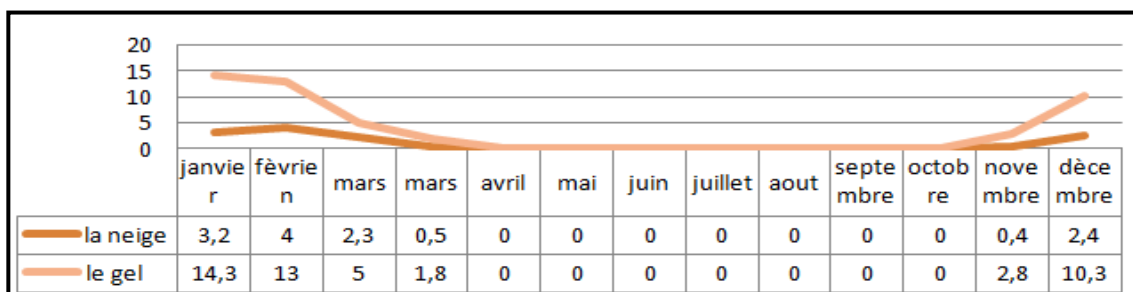 20
15
10
5
0
janvie fèvrie mars mars avril mai juin juillet aout septe octob nove dèce
r n mbre re mbre mbre
la neige 3,2 4 2,3 0,5 0 0 0 0 0 0 0 0,4 2,4
le gel 14,3 13 5 1,8 0 0 0 0 0 0 0 2,8 10,3